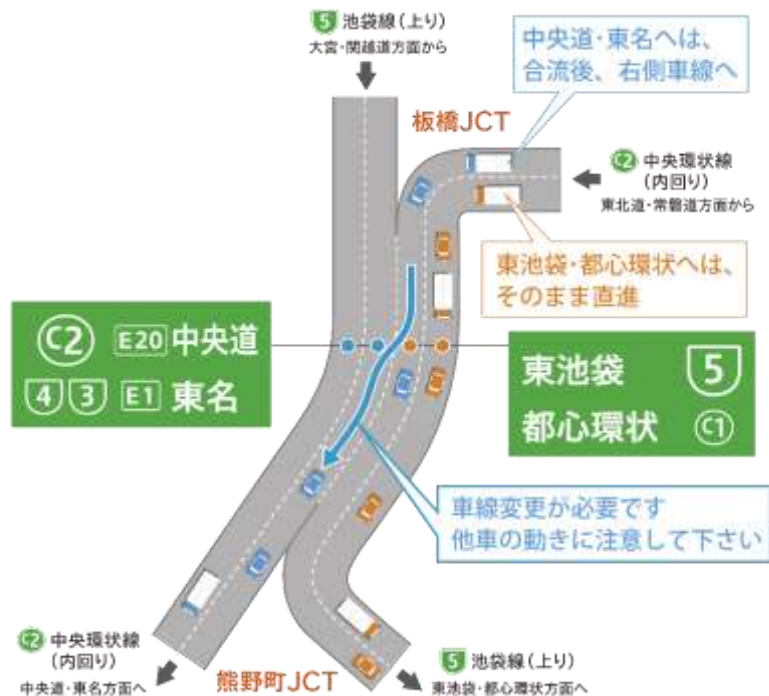 5 池袋線(上り)
大宮・関越道方面から
中央道・東名へは、
合流後、右側車線へ
板橋JCT
C2 中央環状線
(内回り)
東北道・常磐道方面から
東池袋・都心環状へは、
そのまま直進
C2 E20 中央道
4 3 E1 東名
東池袋 5
都心環状 C1
車線変更が必要です
他車の動きに注意して下さい
C2 中央環状線
(内回り)
中央道・東名方面へ
熊野町JCT
5 池袋線(上り)
東池袋・都心環状方面へ